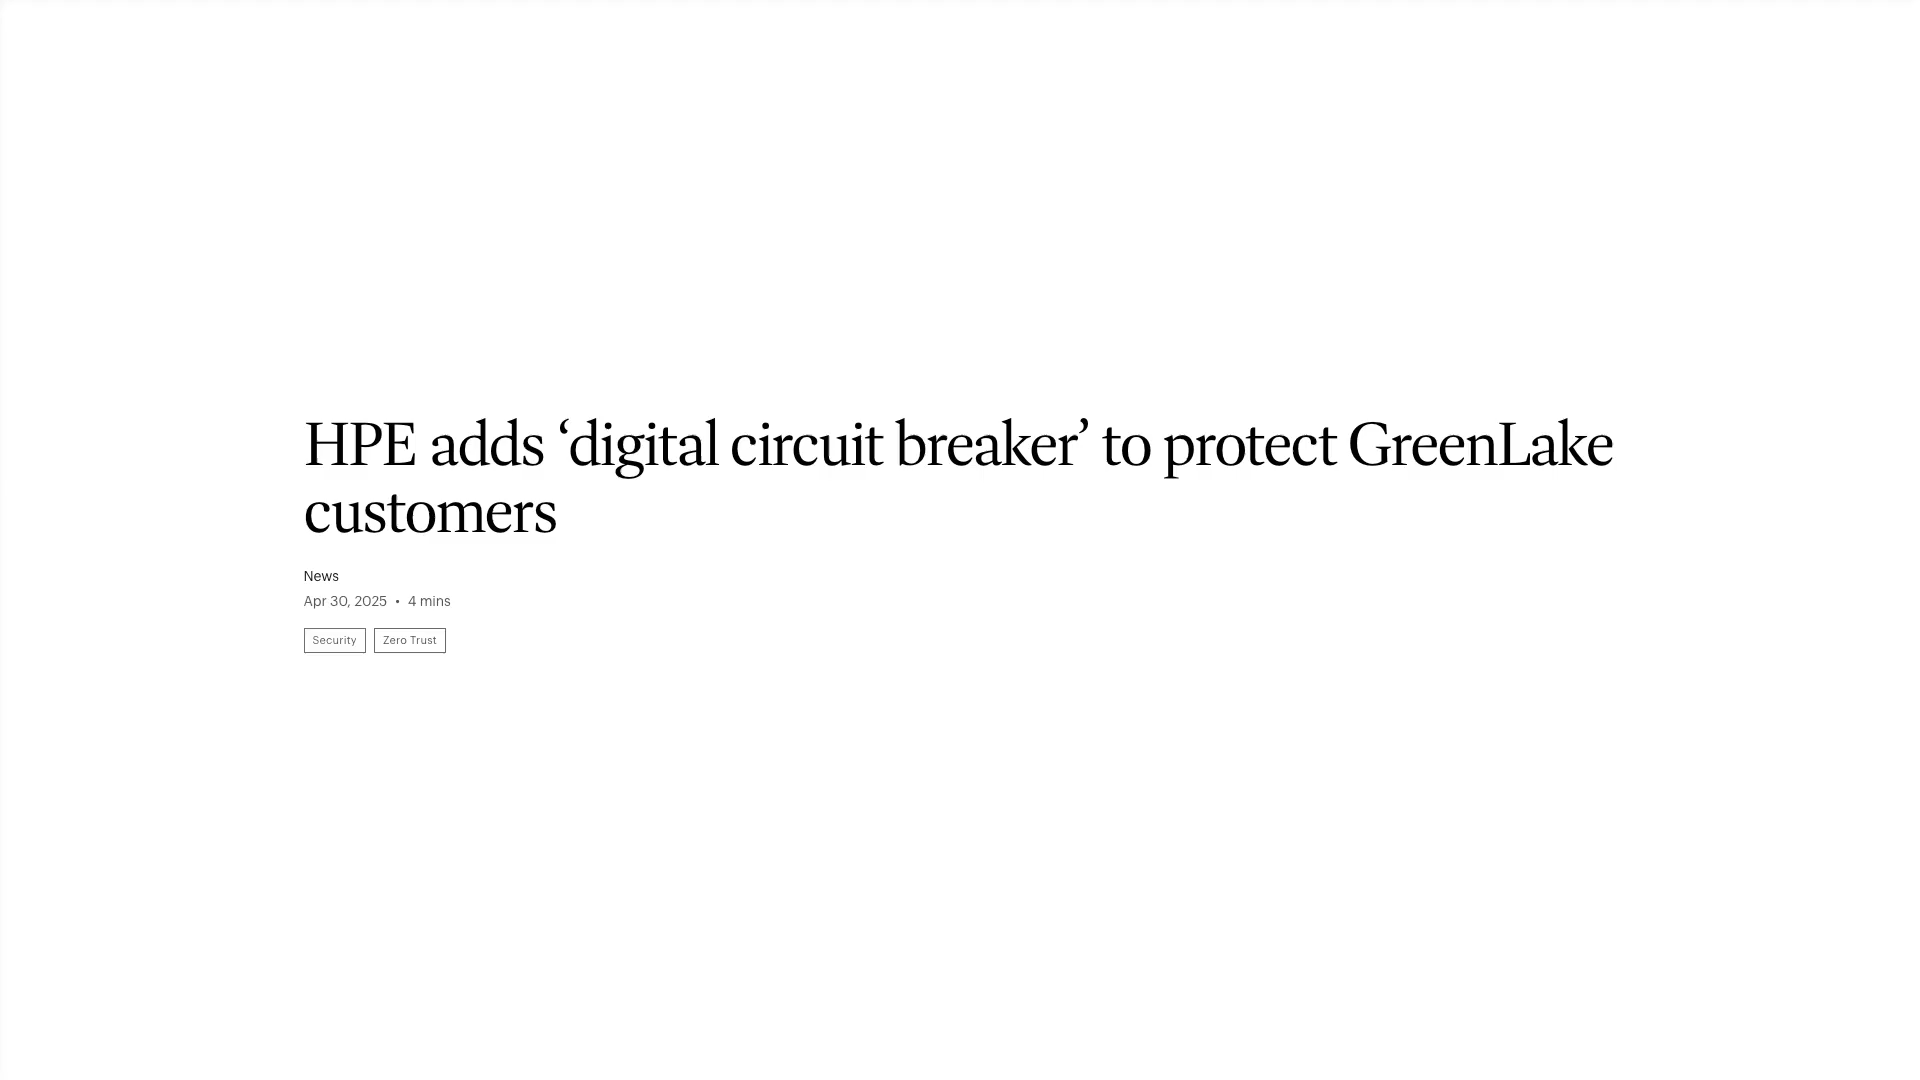 HPE adds ‘digital circuit breaker’ to protect GreenLake
customers
News
Apr 30, 2025 • 4 mins
Security Zero Trust